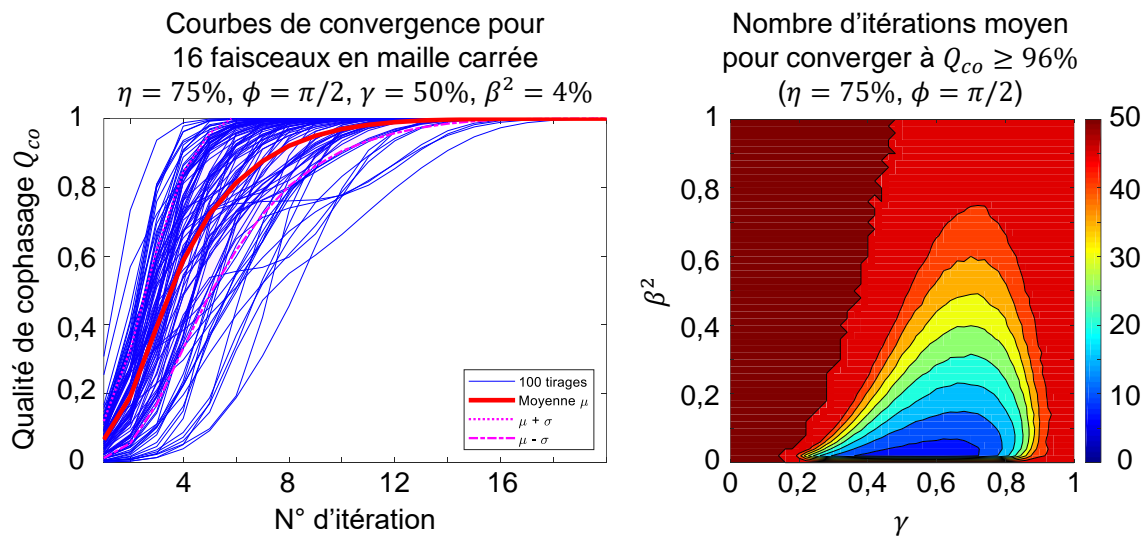 Courbes de convergence pour
16 faisceaux en maille carrée
η = 75%, ϕ = π/2, γ = 50%, β² = 4%
Qualité de cophasage Q_co
1
0,8
0,6
0,4
0,2
0
4 8 12 16
N° d'itération
100 tirages
Moyenne μ
μ + σ
μ - σ
Nombre d'itérations moyen
pour converger à Q_co ≥ 96%
(η = 75%, ϕ = π/2)
β²
1
0,8
0,6
0,4
0,2
0
0 0,2 0,4 0,6 0,8 1
γ
50
40
30
20
10
0